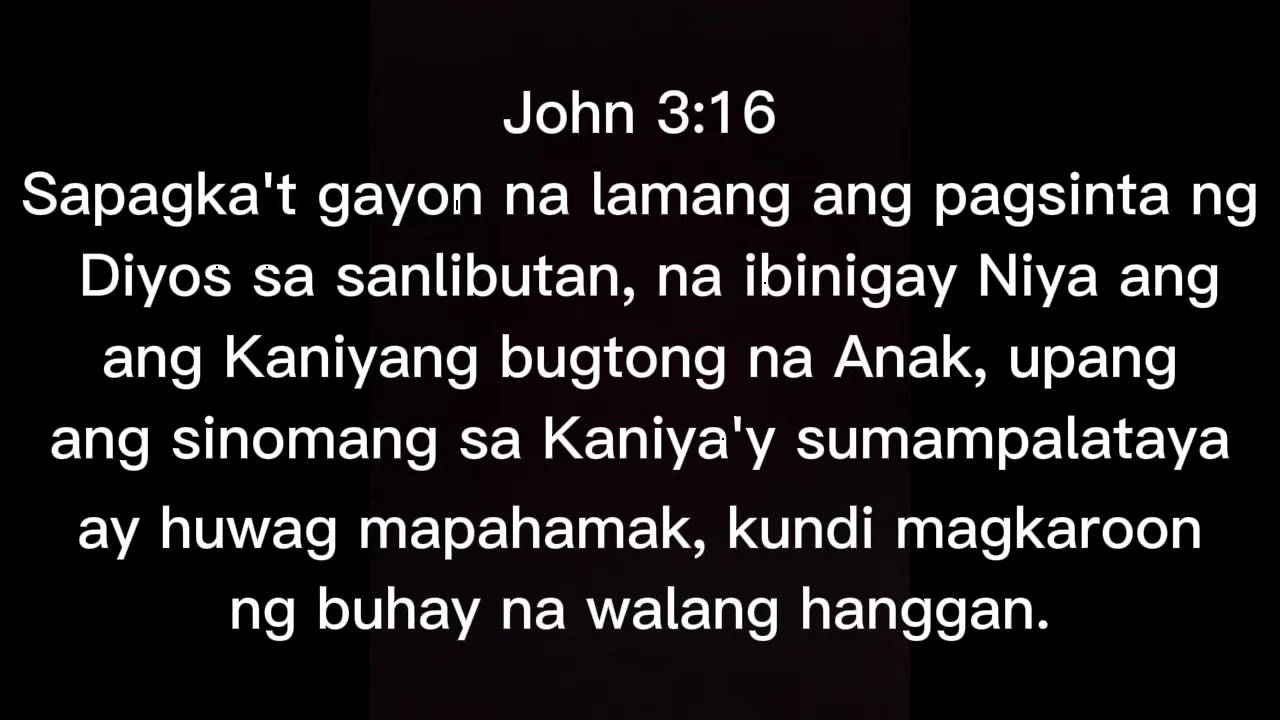 John 3:16
Sapagka't gayon na lamang ang pagsinta ng
Diyos sa sanlibutan, na ibinigay Niya ang
ang Kaniyang bugtong na Anak, upang
ang sinomang sa Kaniya'y sumampalataya
ay huwag mapahamak, kundi magkaroon
ng buhay na walang hanggan.